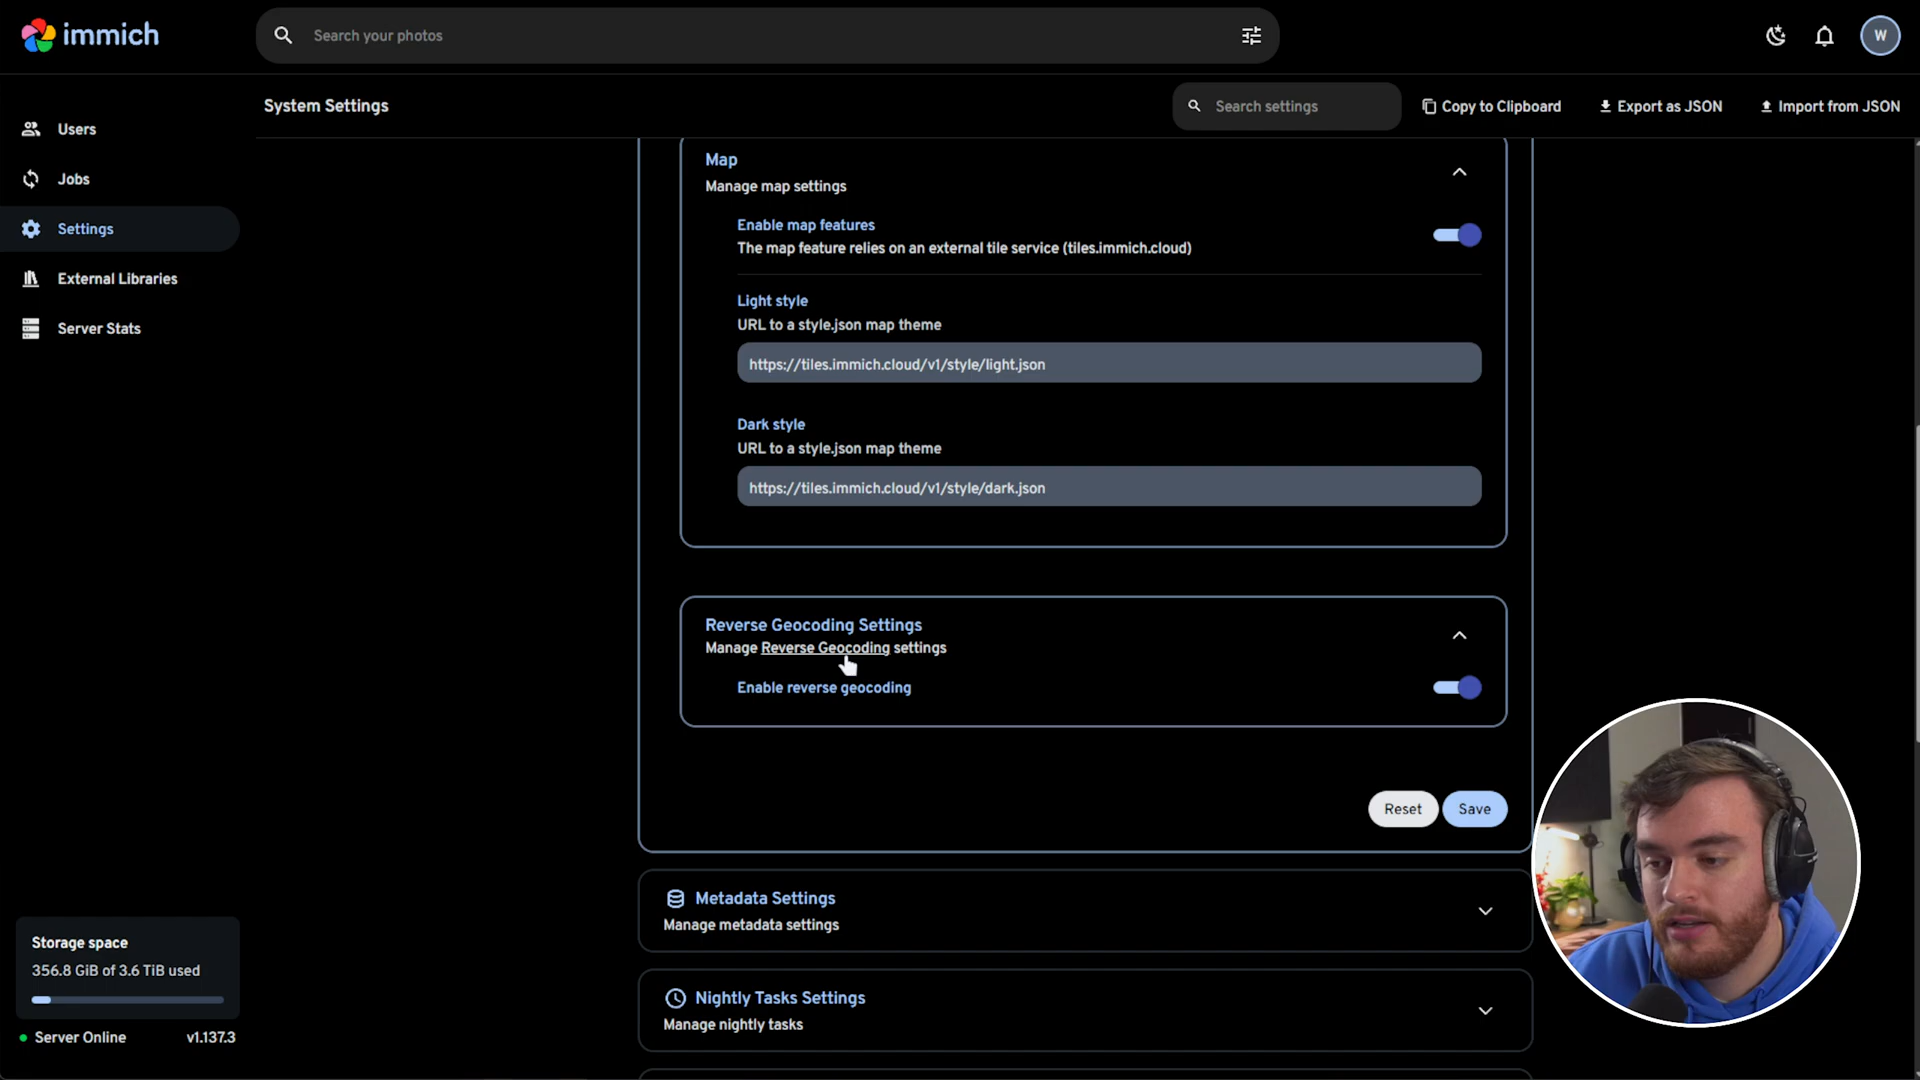 immich
Search your photos
W
System Settings
Search settings
Copy to Clipboard
Export as JSON
Import from JSON
Users
Jobs
Settings
External Libraries
Server Stats
Map
Manage map settings
Enable map features
The map feature relies on an external tile service (tiles.immich.cloud)
Light style
URL to a style.json map theme
https://tiles.immich.cloud/v1/style/light.json
Dark style
URL to a style.json map theme
https://tiles.immich.cloud/v1/style/dark.json
Reverse Geocoding Settings
Manage Reverse Geocoding settings
Enable reverse geocoding
Reset
Save
Metadata Settings
Manage metadata settings
Nightly Tasks Settings
Manage nightly tasks
Storage space
356.8 GiB of 3.6 TiB used
Server Online
v1.137.3